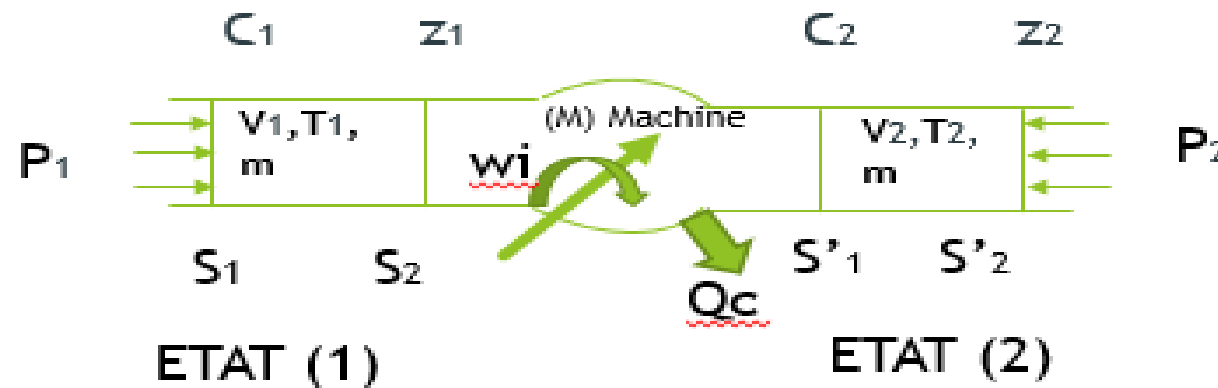 C1 z1 C2 z2
V1,T1,
m
(M) Machine
V2,T2,
m
P1
wi
P2
S1 S2 S'1 S'2
Qc
ETAT (1) ETAT (2)